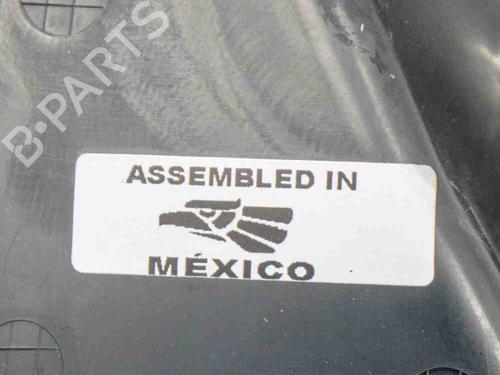 B-PARTS
ASSEMBLED IN
MÉXICO